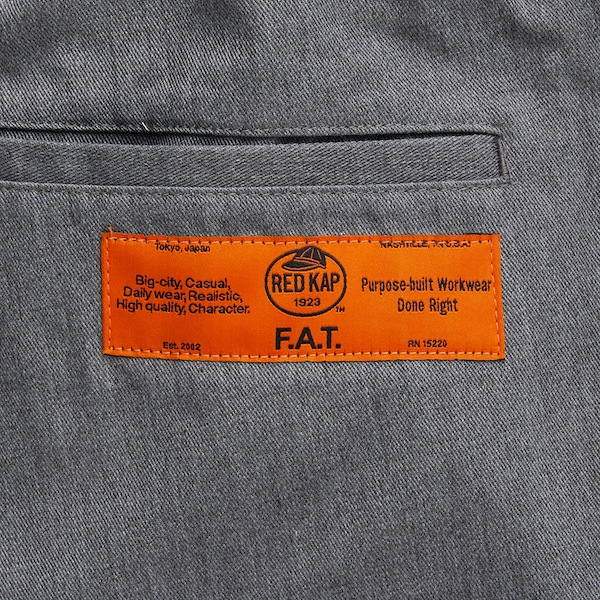 Tokyo, Japan
NASHVILLE,
Big-city, Casual,
Daily wear, Realistic,
High quality, Character.
RED KAP
1923
TM
Purpose-built Workwear
Done Right
Est. 2002
F.A.T.
RN 15220